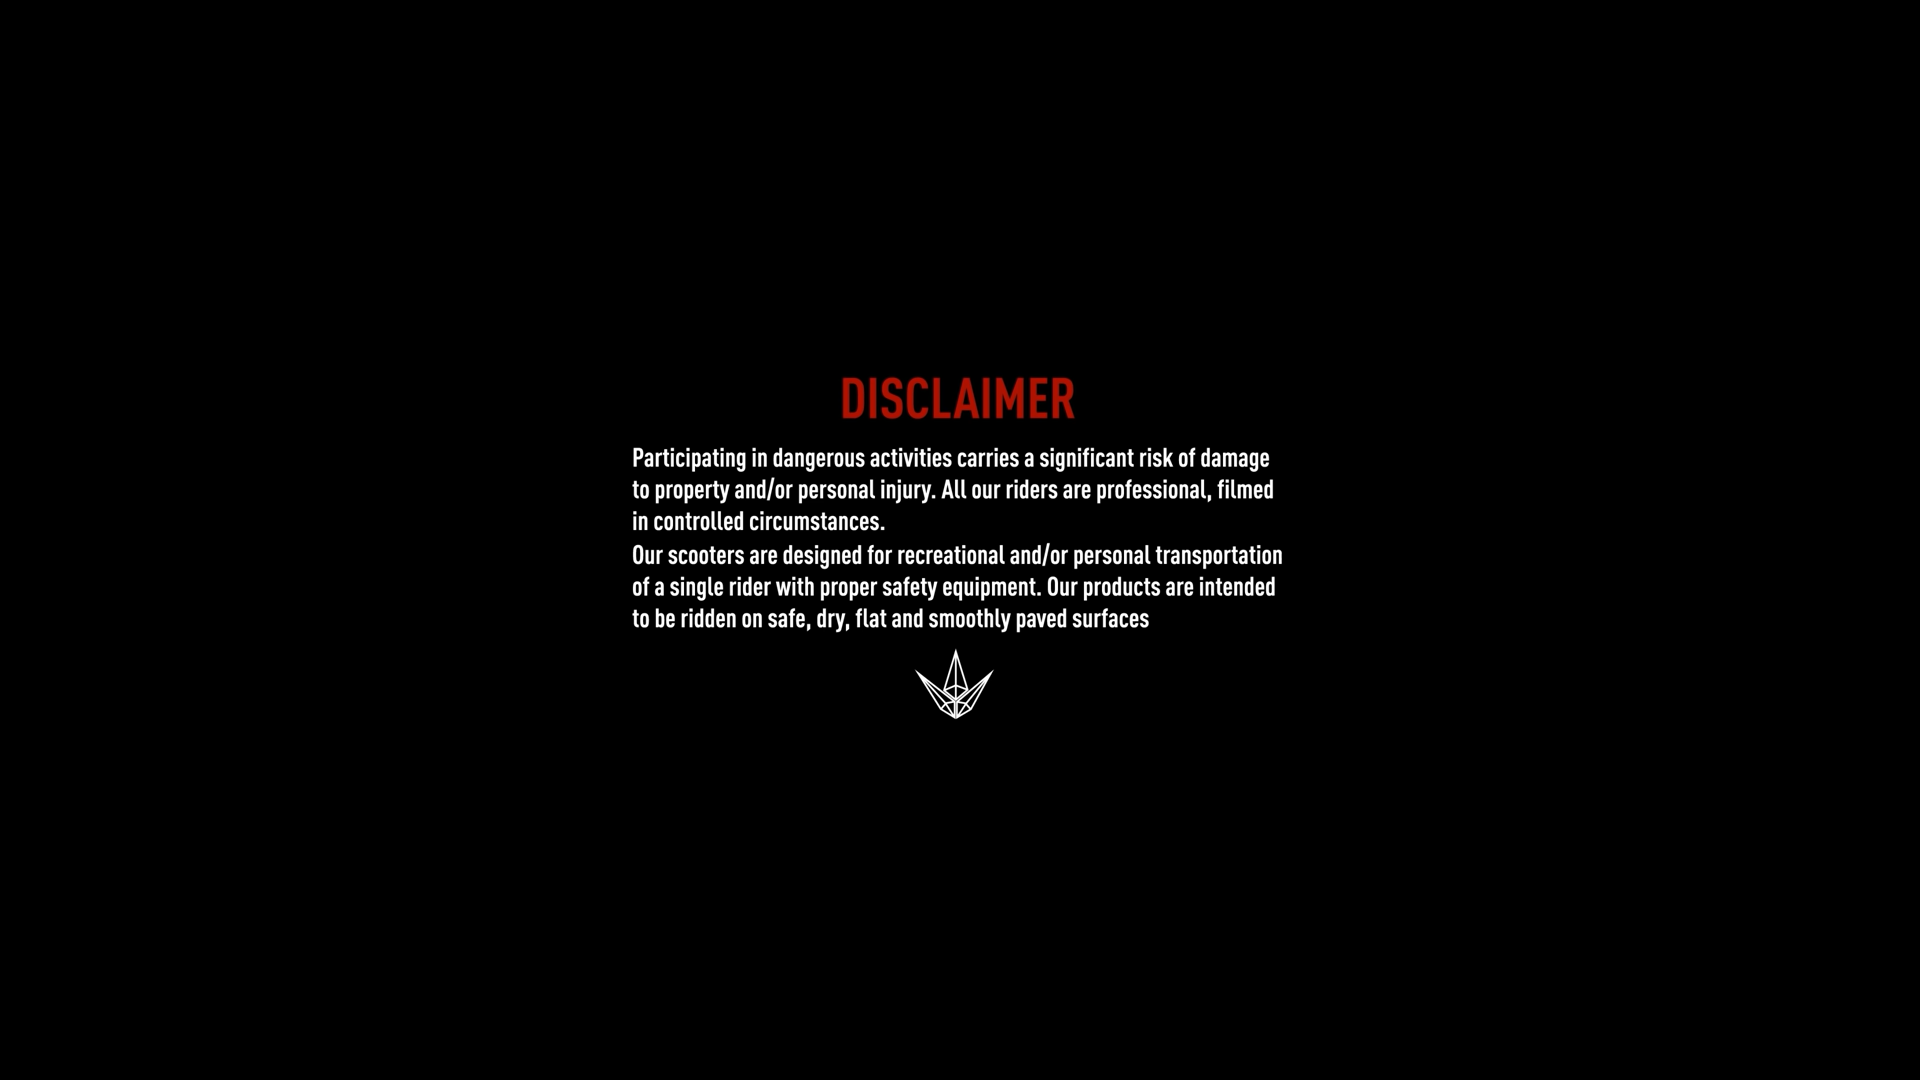 DISCLAIMER
Participating in dangerous activities carries a significant risk of damage
to property and/or personal injury. All our riders are professional, filmed
in controlled circumstances.
Our scooters are designed for recreational and/or personal transportation
of a single rider with proper safety equipment. Our products are intended
to be ridden on safe, dry, flat and smoothly paved surfaces